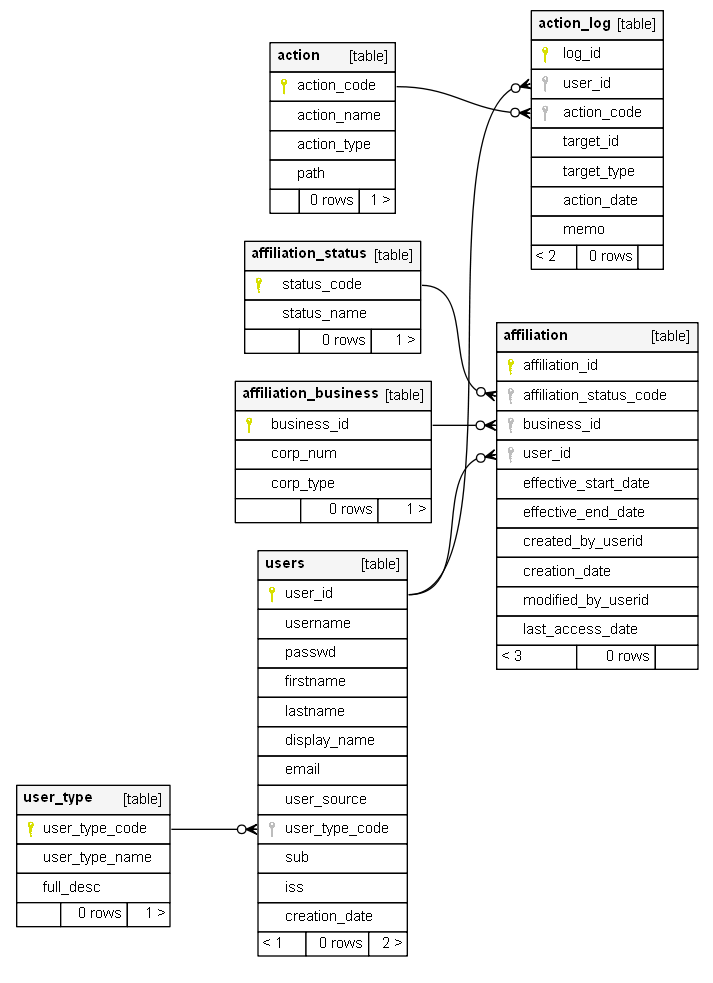 action [table]
action_code
action_name
action_type
path
0 rows 1 >
action_log [table]
log_id
user_id
action_code
target_id
target_type
action_date
memo
< 2 0 rows
affiliation_status [table]
status_code
status_name
0 rows 1 >
affiliation_business [table]
business_id
corp_num
corp_type
0 rows 1 >
affiliation [table]
affiliation_id
affiliation_status_code
business_id
user_id
effective_start_date
effective_end_date
created_by_userid
creation_date
modified_by_userid
last_access_date
< 3 0 rows
users [table]
user_id
username
passwd
firstname
lastname
display_name
email
user_source
user_type_code
sub
iss
creation_date
< 1 0 rows 2 >
user_type [table]
user_type_code
user_type_name
full_desc
0 rows 1 >